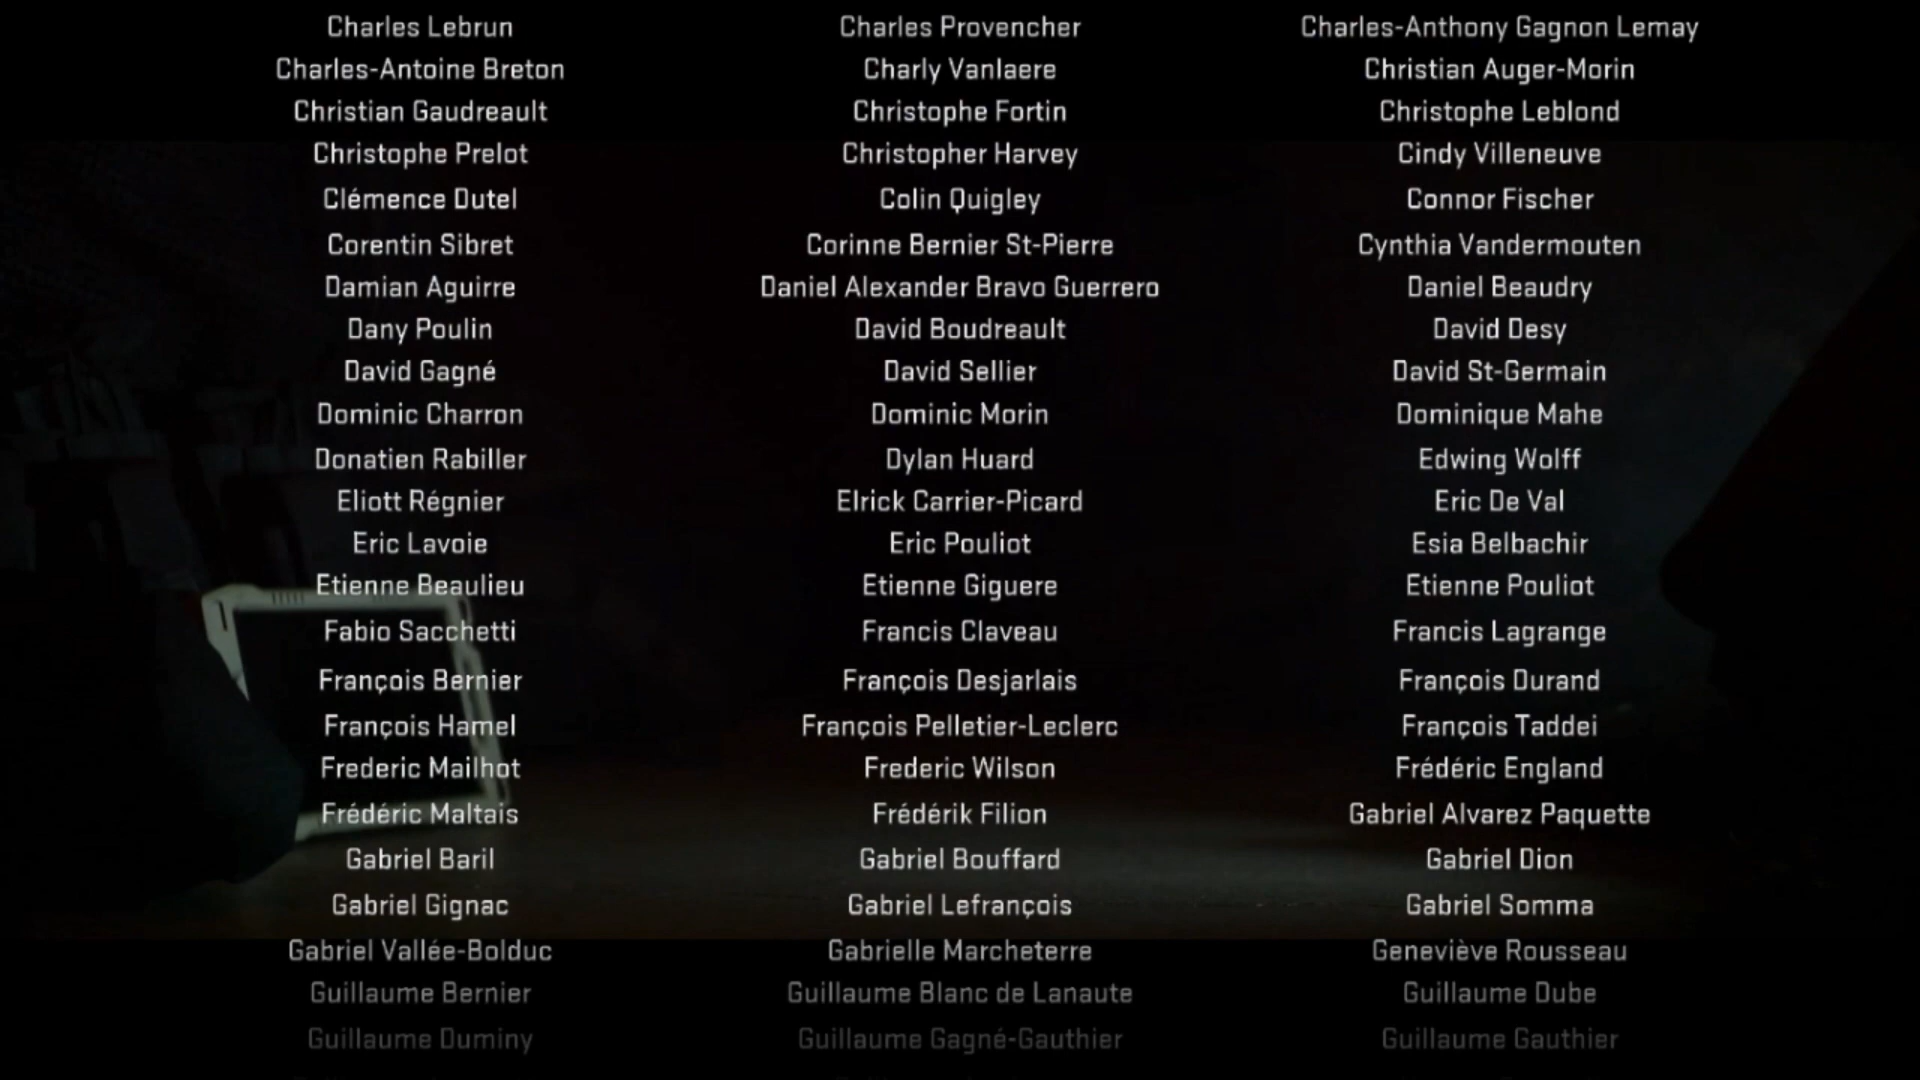 Charles Lebrun Charles Provencher Charles-Anthony Gagnon Lemay
Charles-Antoine Breton Charly Vanlaere Christian Auger-Morin
Christian Gaudreault Christophe Fortin Christophe Leblond
Christophe Prelot Christopher Harvey Cindy Villeneuve
Clémence Dutel Colin Quigley Connor Fischer
Corentin Sibret Corinne Bernier St-Pierre Cynthia Vandermouten
Damian Aguirre Daniel Alexander Bravo Guerrero Daniel Beaudry
Dany Poulin David Boudreault David Desy
David Gagné David Sellier David St-Germain
Dominic Charron Dominic Morin Dominique Mahe
Donatien Rabiller Dylan Huard Edwing Wolff
Eliott Régnier Elrick Carrier-Picard Eric De Val
Eric Lavoie Eric Pouliot Esia Belbachir
Etienne Beaulieu Etienne Giguere Etienne Pouliot
Fabio Sacchetti Francis Claveau Francis Lagrange
François Bernier François Desjarlais François Durand
François Hamel François Pelletier-Leclerc François Taddei
Frederic Mailhot Frederic Wilson Frédéric England
Frédéric Maltais Frédérik Filion Gabriel Alvarez Paquette
Gabriel Baril Gabriel Bouffard Gabriel Dion
Gabriel Gignac Gabriel Lefrançois Gabriel Somma
Gabriel Vallée-Bolduc Gabrielle Marcheterre Geneviève Rousseau
Guillaume Bernier Guillaume Blanc de Lanaute Guillaume Dube
Guillaume Duminy Guillaume Gagné-Gauthier Guillaume Gauthier